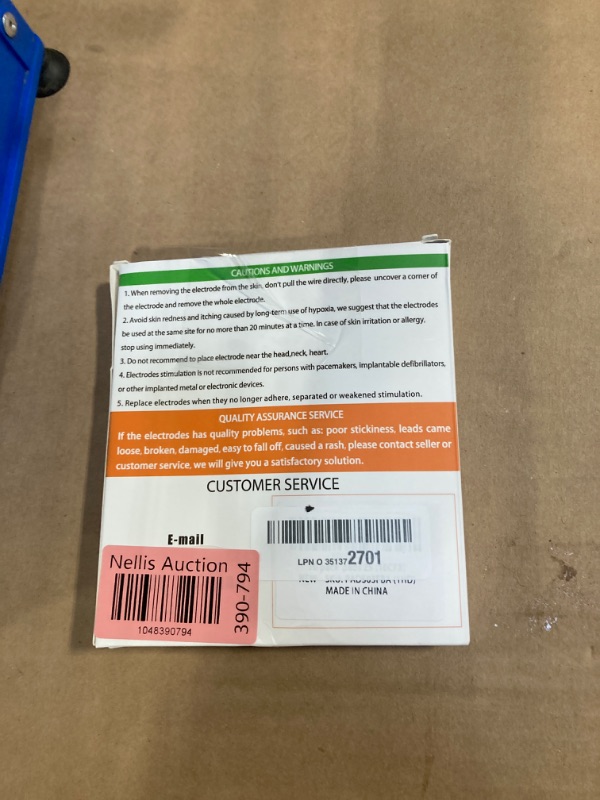 CAUTIONS AND WARNINGS
1. When removing the electrode from the skin, don't pull the wire directly, please uncover a corner of
the electrode and remove the whole electrode.
2. Avoid skin redness and itching caused by long-term use of hypoxia, we suggest that the electrodes
be used at the same site for no more than 20 minutes at a time. In case of skin irritation or allergy,
stop using immediately.
3. Do not recommend to place electrode near the head,neck, heart.
4. Electrodes stimulation is not recommended for persons with pacemakers, implantable defibrillators,
or other implanted metal or electronic devices.
5. Replace electrodes when they no longer adhere, separated or weakened stimulation.
QUALITY ASSURANCE SERVICE
If the electrodes has quality problems, such as: poor stickiness, leads came
loose, broken, damaged, easy to fall off, caused a rash, please contact seller or
customer service, we will give you a satisfactory solution.
CUSTOMER SERVICE
E-mail
LPN O 351372701
MADE IN CHINA
Nellis Auction
1048390794
390-794